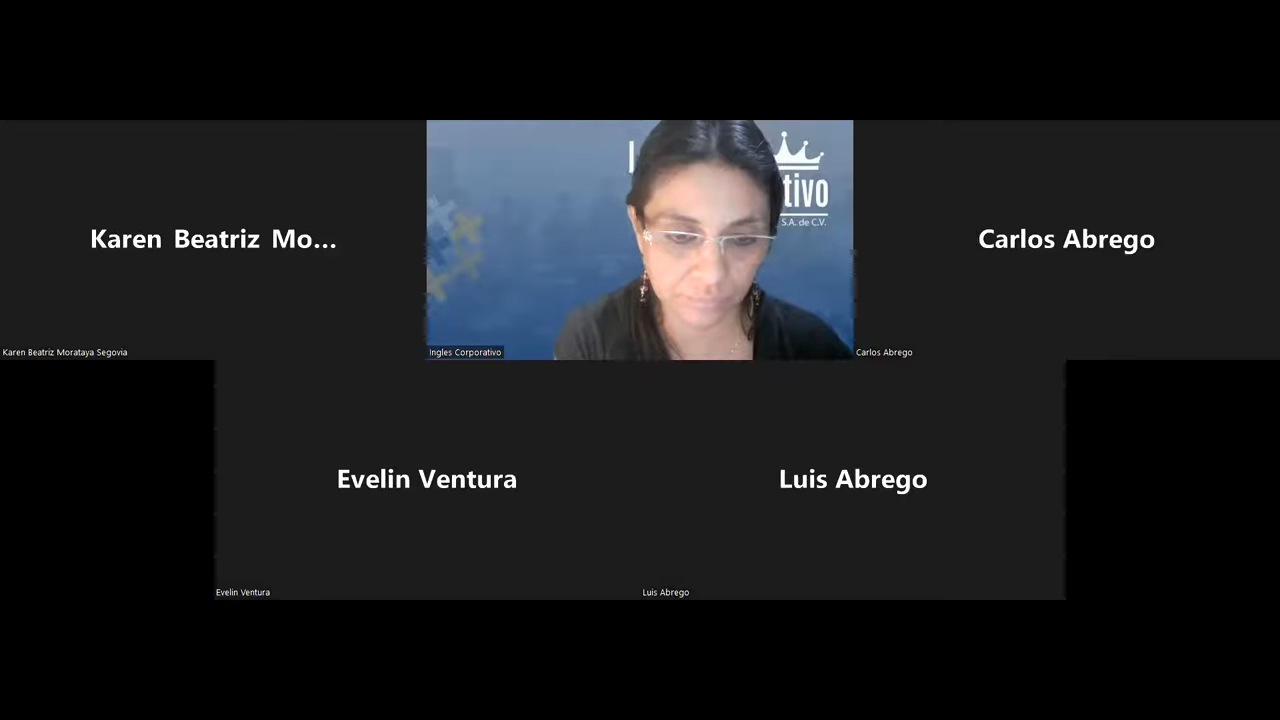 Karen Beatriz Mo...
Karen Beatriz Morataya Segovia
I
tivo
S.A. de C.V.
Ingles Corporativo
Carlos Abrego
Carlos Abrego
Evelin Ventura
Evelin Ventura
Luis Abrego
Luis Abrego